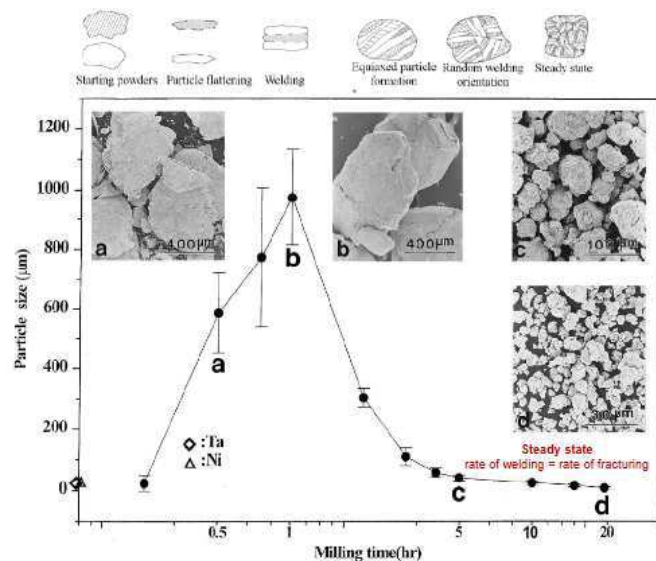 Starting powders
Particle flattening
Welding
Equiaxed particle
formation
Random welding
orientation
Steady state
Particle size (μm)
1200
1000
800
600
400
200
0
a
400μm
b
400μm
c
d
a
b
c
d
:Ta
:Ni
Steady state
rate of welding = rate of fracturing
0.5
1
5
10
20
Milling time(hr)